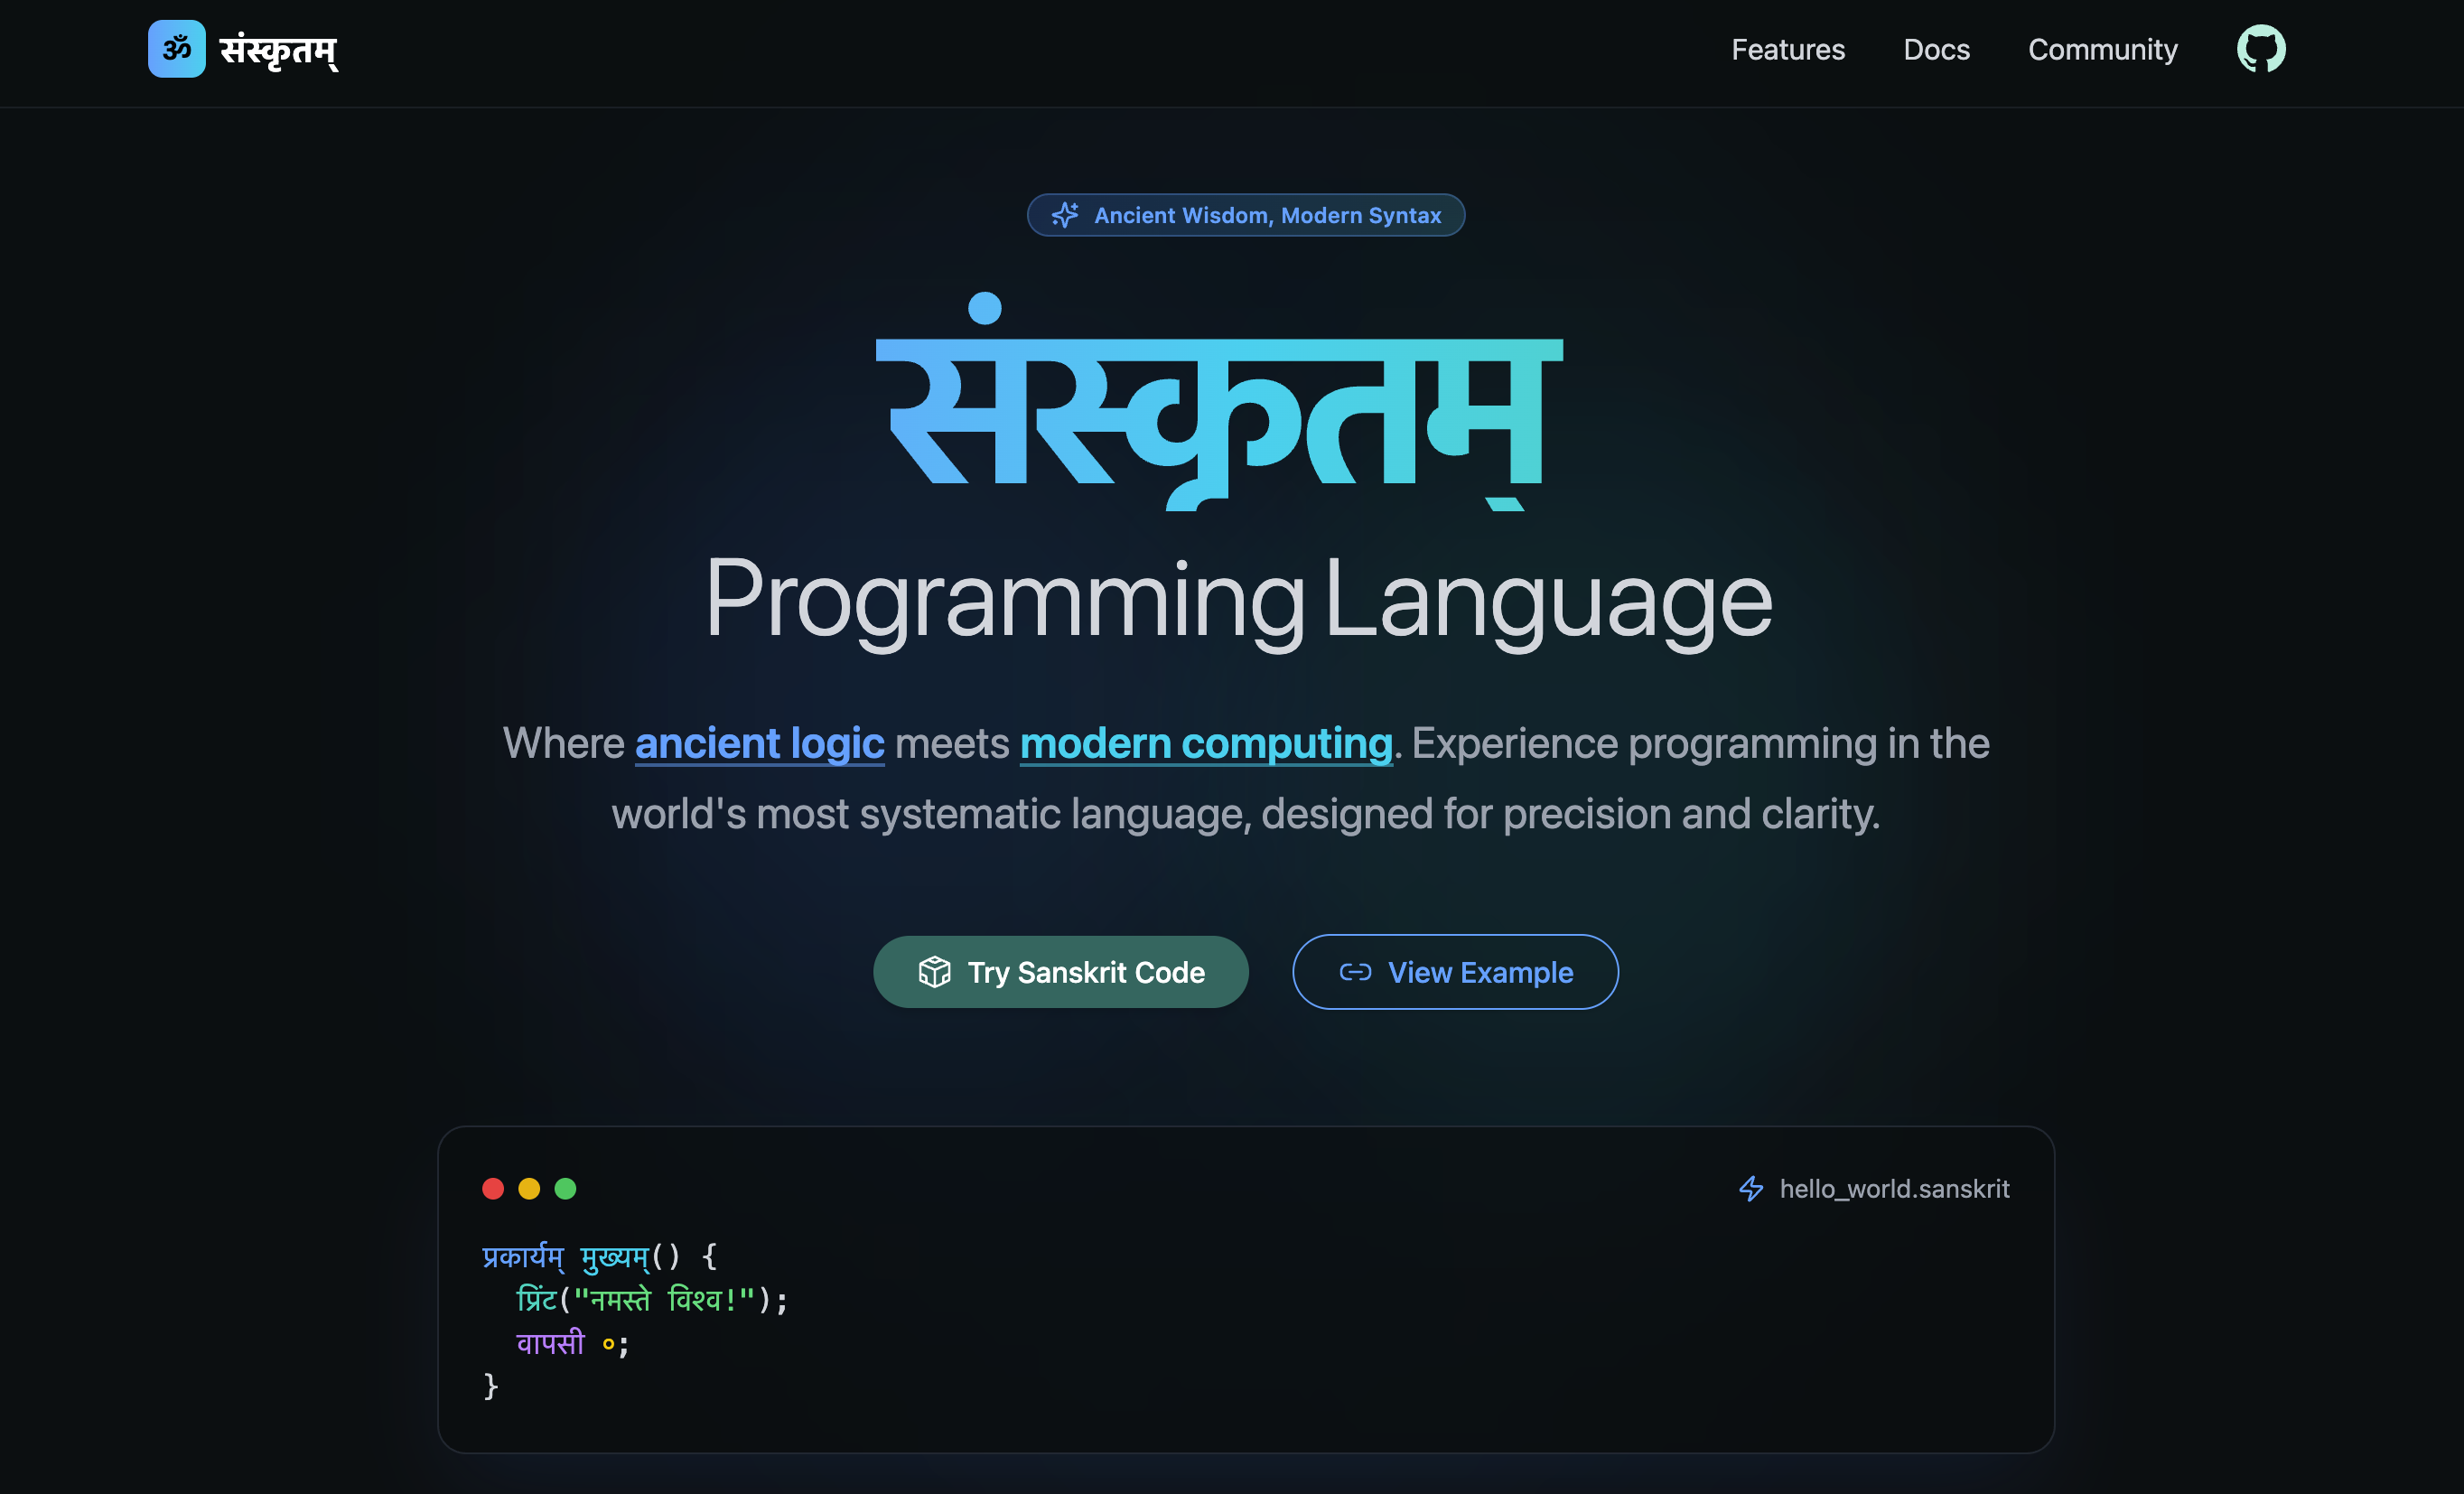 ॐ संस्कृतम्
Features Docs Community
Ancient Wisdom, Modern Syntax
संस्कृतम्
Programming Language
Where ancient logic meets modern computing. Experience programming in the
world's most systematic language, designed for precision and clarity.
Try Sanskrit Code View Example
hello_world.sanskrit
प्रकार्यम् मुख्यम्() {
  प्रिंट("नमस्ते विश्व!");
  वापसी ०;
}